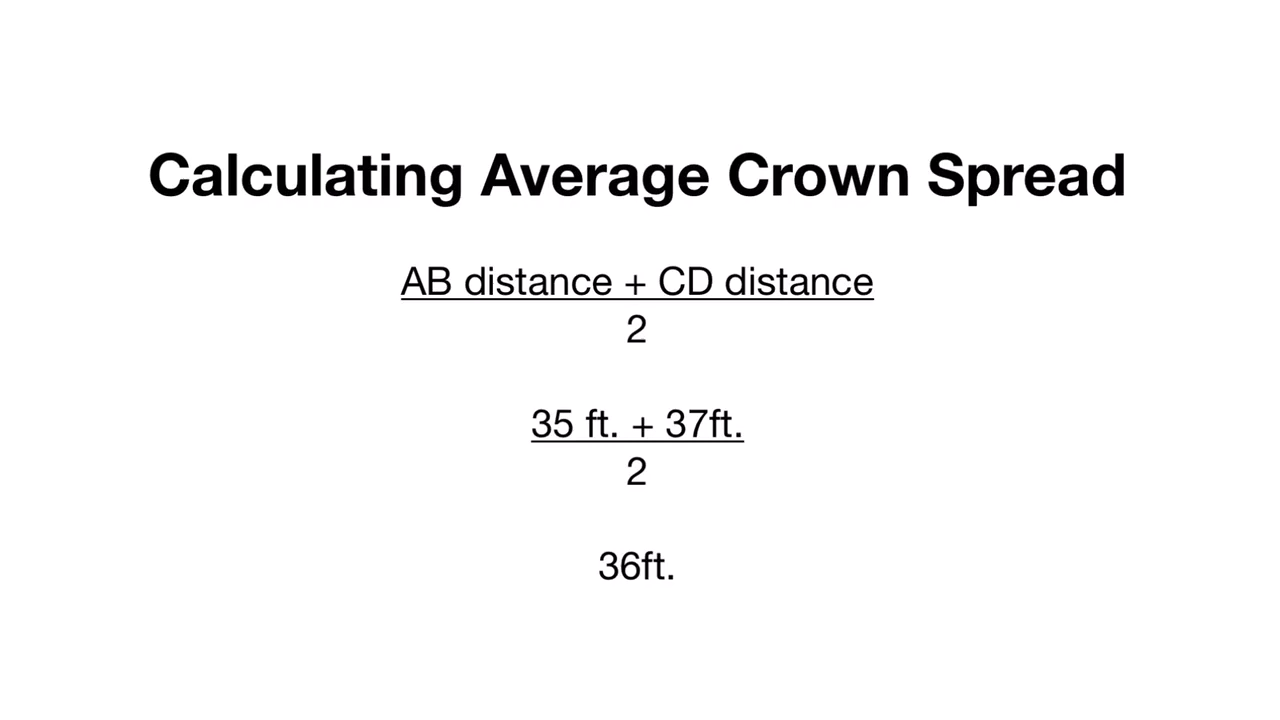 Calculating Average Crown Spread
AB distance + CD distance
2
35 ft. + 37ft.
2
36ft.